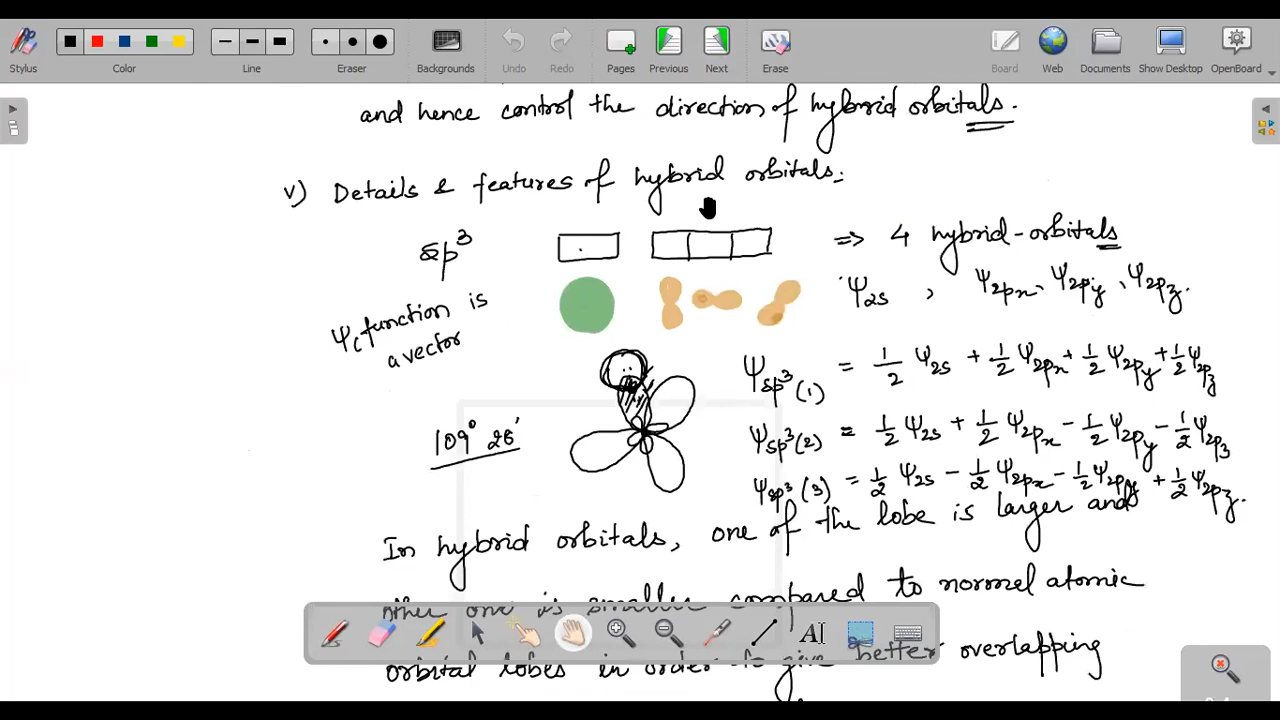 Stylus Color Line Eraser Backgrounds Undo Redo Pages Previous Next Erase Board Web Documents Show Desktop OpenBoard
and hence control the direction of hybrid orbitals.
v) Details & features of hybrid orbitals:
sp³ ⇒ 4 hybrid-orbitals
ψ function is a vector
ψ2s , ψ2px, ψ2py, ψ2pz.
ψsp³(1) = 1/2 ψ2s + 1/2 ψ2px + 1/2 ψ2py + 1/2 ψ2pz
109° 28'
ψsp³(2) = 1/2 ψ2s + 1/2 ψ2px - 1/2 ψ2py - 1/2 ψ2pz
ψsp³(3) = 1/2 ψ2s - 1/2 ψ2px - 1/2 ψ2py + 1/2 ψ2pz.
In hybrid orbitals, one of the lobe is larger and
other one is smaller compared to normal atomic
orbital lobes in order to give better overlapping